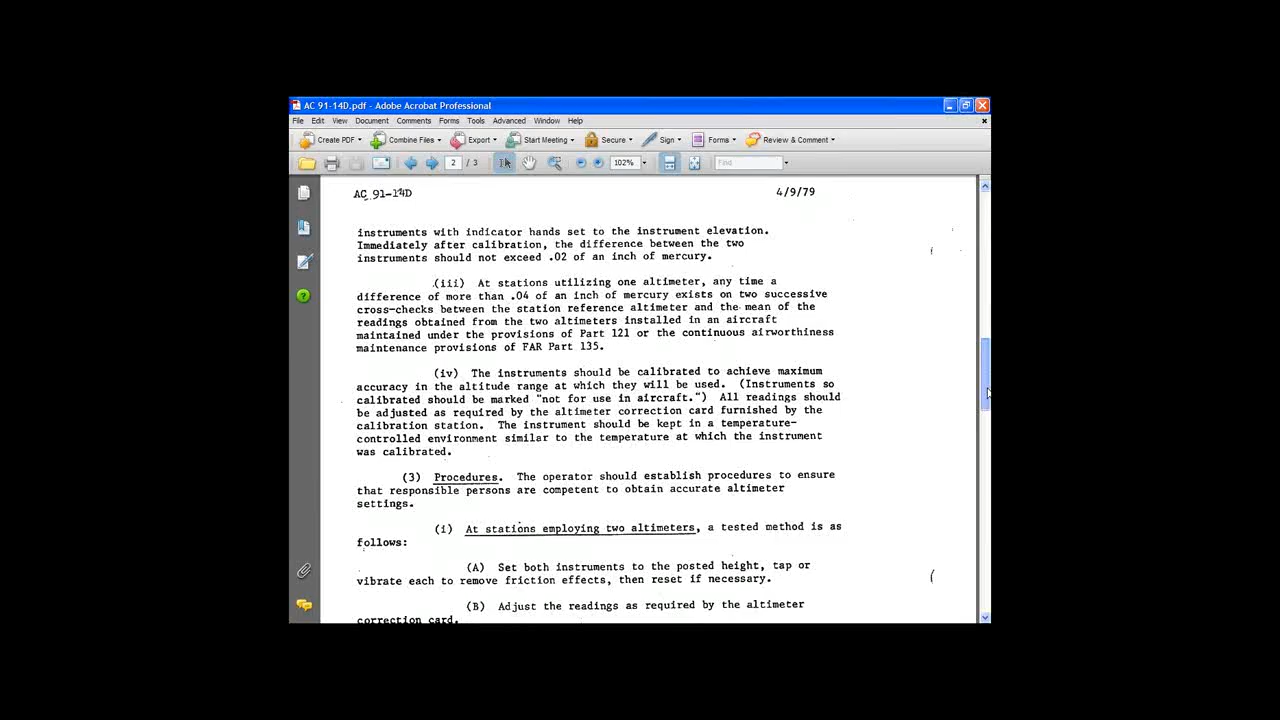 AC 91-14D.pdf - Adobe Acrobat Professional
File Edit View Document Comments Forms Tools Advanced Window Help
Create PDF Combine Files Export Start Meeting Secure Sign Forms Review & Comment
2 / 3 102% Find
AC 91-14D 4/9/79
instruments with indicator hands set to the instrument elevation.
Immediately after calibration, the difference between the two
instruments should not exceed .02 of an inch of mercury.
(iii) At stations utilizing one altimeter, any time a
difference of more than .04 of an inch of mercury exists on two successive
cross-checks between the station reference altimeter and the mean of the
readings obtained from the two altimeters installed in an aircraft
maintained under the provisions of Part 121 or the continuous airworthiness
maintenance provisions of FAR Part 135.
(iv) The instruments should be calibrated to achieve maximum
accuracy in the altitude range at which they will be used. (Instruments so
calibrated should be marked "not for use in aircraft.") All readings should
be adjusted as required by the altimeter correction card furnished by the
calibration station. The instrument should be kept in a temperature-
controlled environment similar to the temperature at which the instrument
was calibrated.
(3) Procedures. The operator should establish procedures to ensure
that responsible persons are competent to obtain accurate altimeter
settings.
(i) At stations employing two altimeters, a tested method is as
follows:
(A) Set both instruments to the posted height, tap or
vibrate each to remove friction effects, then reset if necessary.
(B) Adjust the readings as required by the altimeter
correction card.